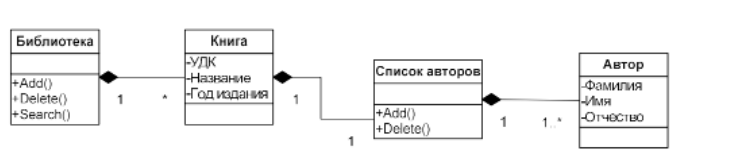 Библиотека
+Add()
+Delete()
+Search()
1
*
Книга
-УДК
-Название
-Год издания
1
1
Список авторов
+Add()
+Delete()
1
1..*
Автор
-Фамилия
-Имя
-Отчество